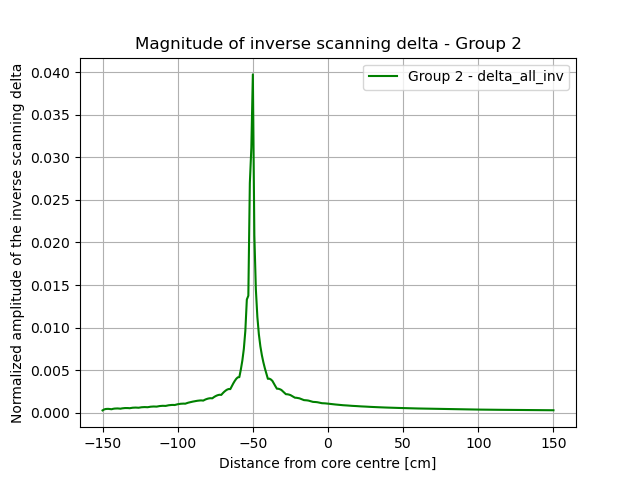 Magnitude of inverse scanning delta - Group 2
Group 2 - delta_all_inv
Normalized amplitude of the inverse scanning delta
0.040
0.035
0.030
0.025
0.020
0.015
0.010
0.005
0.000
−150 −100 −50 0 50 100 150
Distance from core centre [cm]